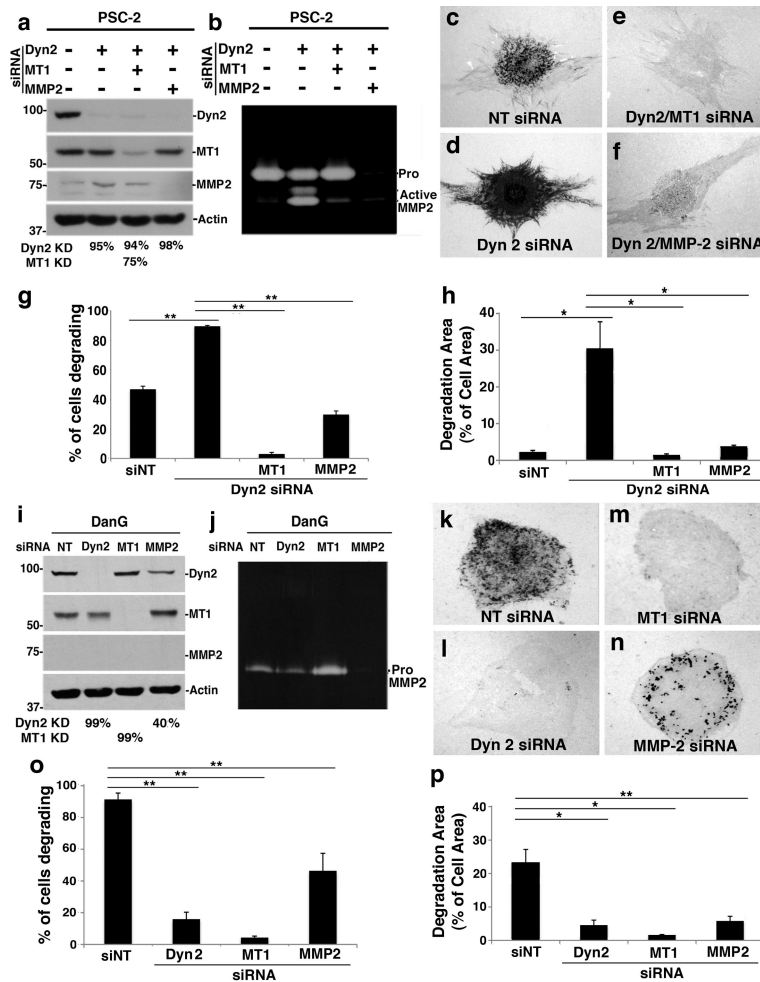 a
PSC-2
siRNA
Dyn2 - + + +
MT1 - - + -
MMP2 - - - +
100-
-Dyn2
-MT1
50-
75-
-MMP2
-Actin
37-
Dyn2 KD 95% 94% 98%
MT1 KD 75%
b
PSC-2
siRNA
Dyn2 - + + +
MT1 - - + -
MMP2 - - - +
Pro
Active
MMP2
c
NT siRNA
e
Dyn2/MT1 siRNA
d
Dyn 2 siRNA
f
Dyn 2/MMP-2 siRNA
g
% of cells degrading
100
80
60
40
20
0
**
**
**
siNT
MT1
MMP2
Dyn2 siRNA
h
Degradation Area
(% of Cell Area)
40
30
20
10
0
*
*
*
siNT
MT1
MMP2
Dyn2 siRNA
i
DanG
siRNA NT Dyn2 MT1 MMP2
100-
-Dyn2
-MT1
50-
75-
-MMP2
-Actin
37-
Dyn2 KD 99% 40%
MT1 KD 99%
j
DanG
siRNA NT Dyn2 MT1 MMP2
Pro
MMP2
k
NT siRNA
m
MT1 siRNA
l
Dyn 2 siRNA
n
MMP-2 siRNA
o
% of cells degrading
100
80
60
40
20
0
**
**
**
siNT
Dyn2
MT1
MMP2
siRNA
p
Degradation Area
(% of Cell Area)
40
30
20
10
0
**
*
*
siNT
Dyn2
MT1
MMP2
siRNA